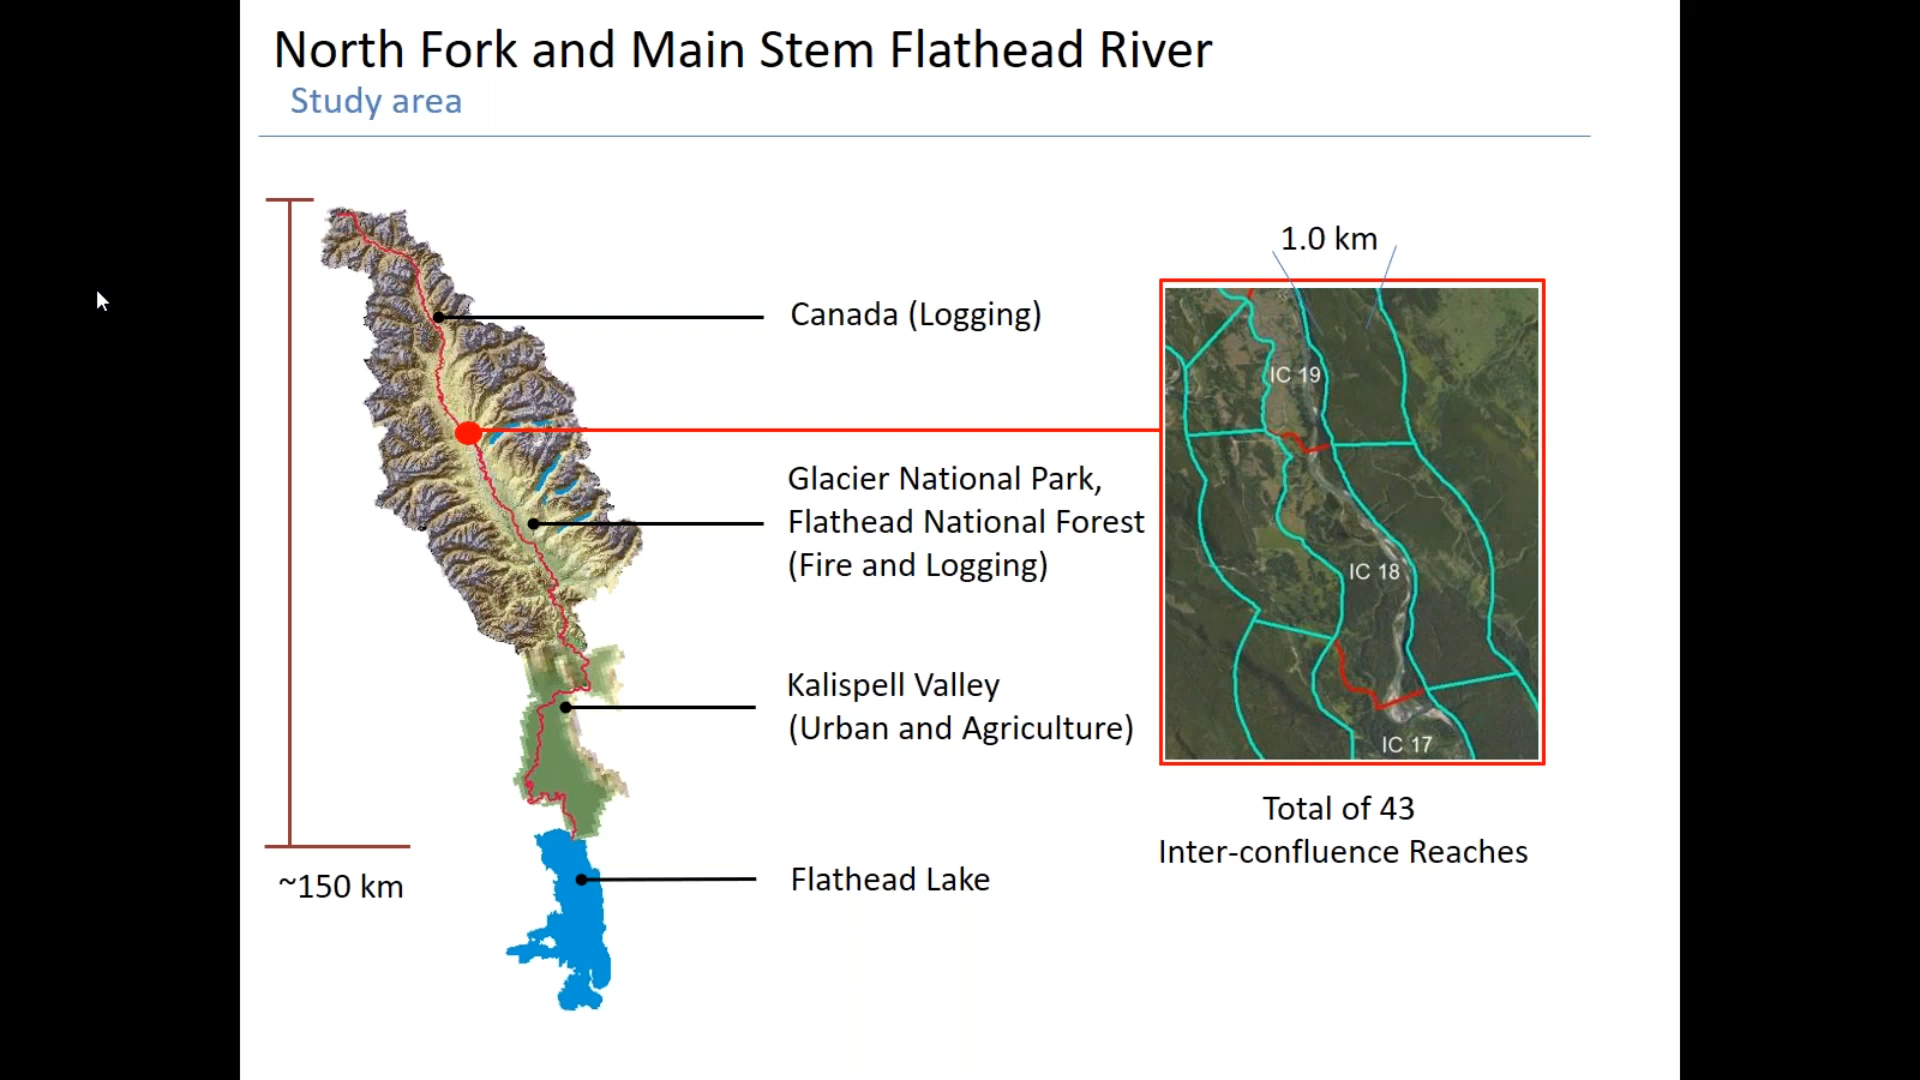 North Fork and Main Stem Flathead River
Study area
1.0 km
Canada (Logging)
IC 19
Glacier National Park,
Flathead National Forest
(Fire and Logging)
IC 18
Kalispell Valley
(Urban and Agriculture)
IC 17
Total of 43
Inter-confluence Reaches
~150 km
Flathead Lake